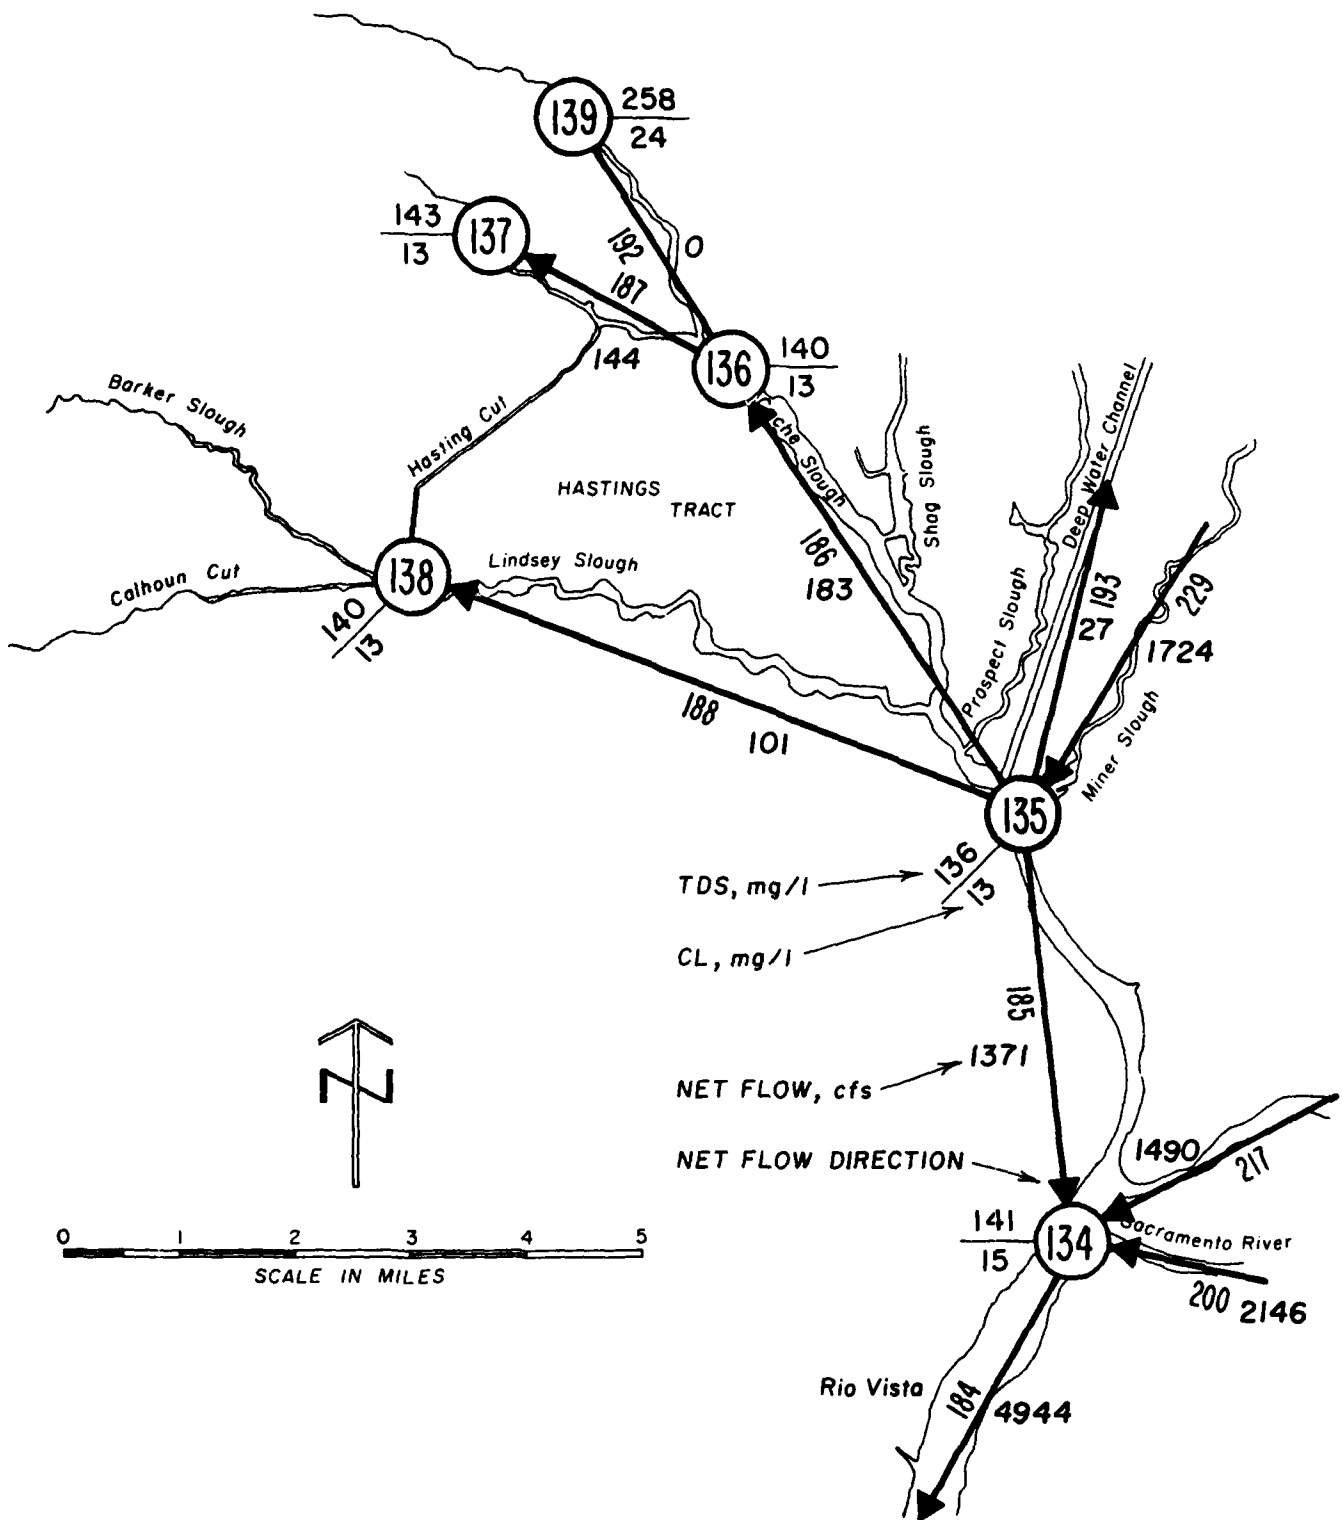 139
258
24
137
143
13
192
0
187
144
136
140
13
Barker Slough
Hasting Cut
che Slough
Shag Slough
Deep Water Channel
HASTINGS
TRACT
186
183
Calhoun Cut
138
140
13
Lindsey Slough
Prospect Slough
193
27
229
1724
Miner Slough
188
101
135
136
13
TDS, mg/l
CL, mg/l
185
1371
NET FLOW, cfs
NET FLOW DIRECTION
N
1490
217
141
15
134
Sacramento River
200
2146
0 1 2 3 4 5
SCALE IN MILES
Rio Vista
184
4944